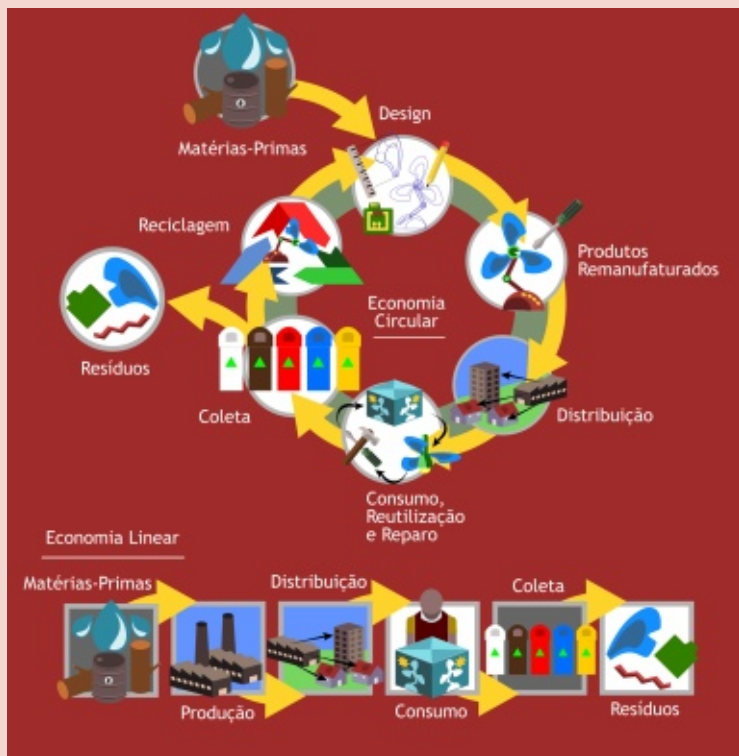 Matérias-Primas
Design
Reciclagem
Produtos
Remanufaturados
Economia
Circular
Resíduos
Coleta
Distribuição
Consumo,
Reutilização
e Reparo
Economia Linear
Matérias-Primas
Distribuição
Coleta
Produção
Consumo
Resíduos